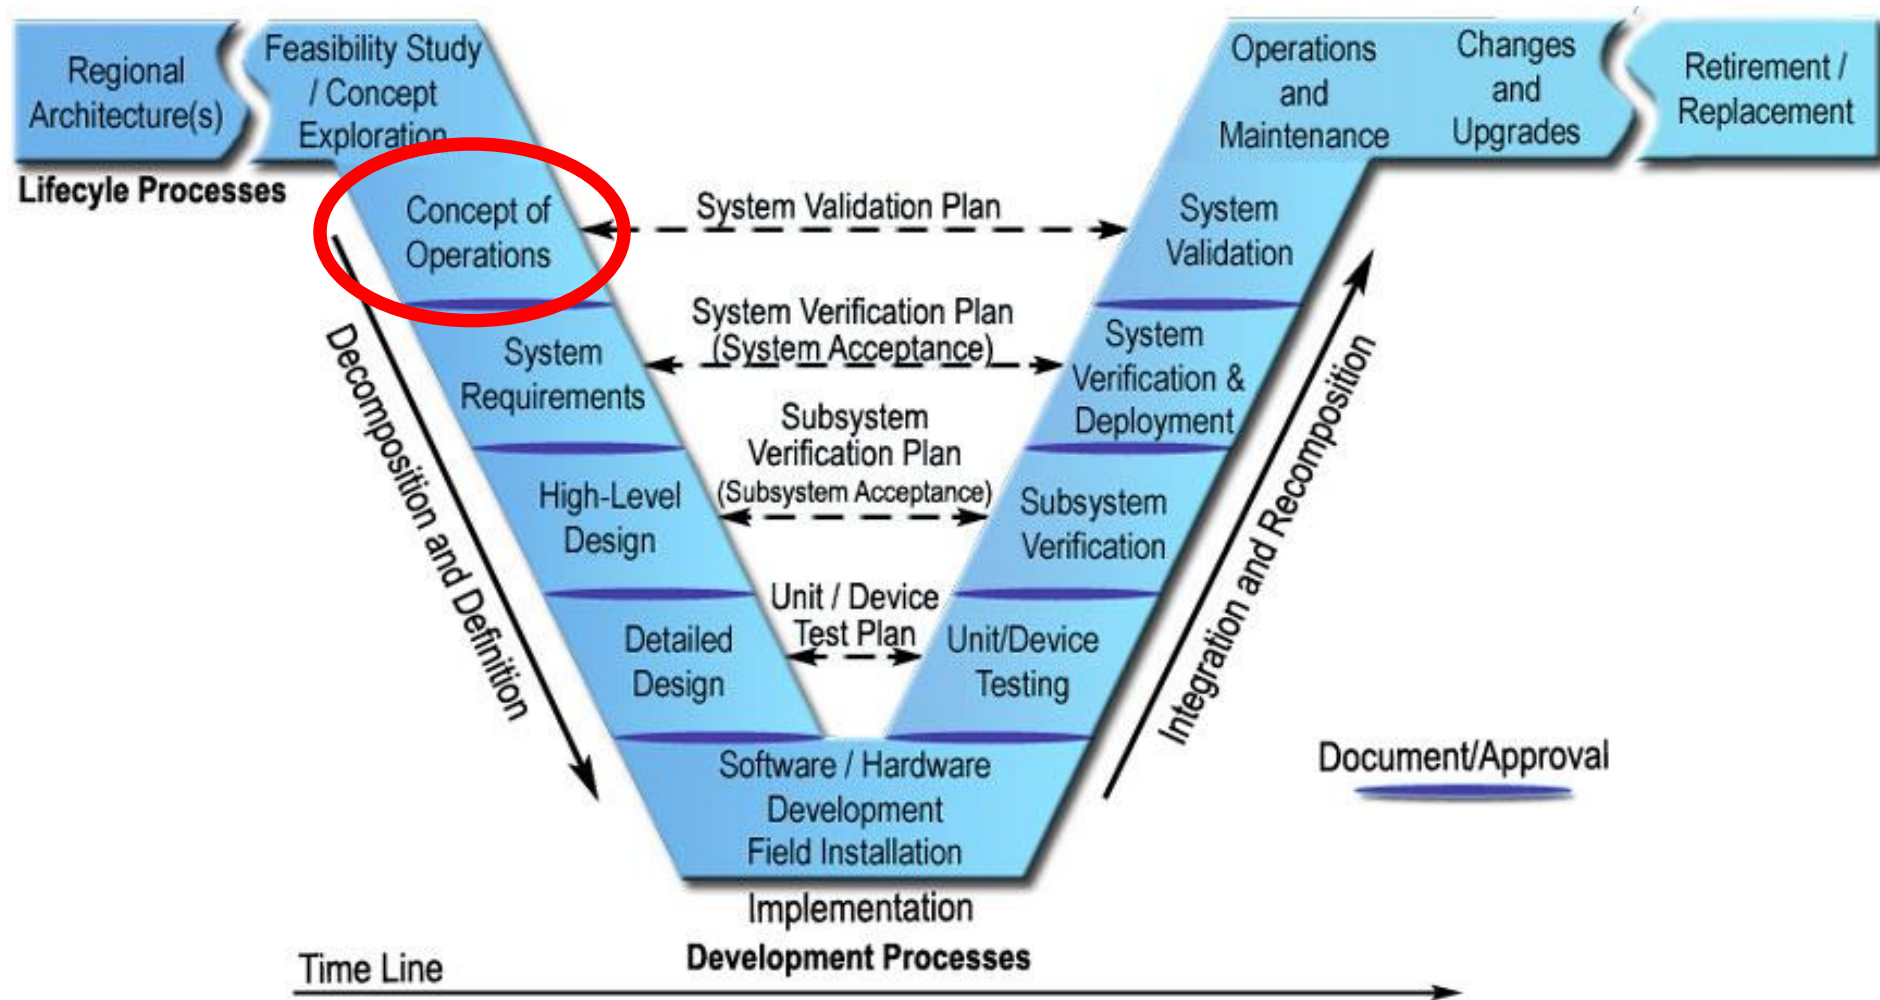 Regional
Architecture(s)
Feasibility Study
/ Concept
Exploration
Operations
and
Maintenance
Changes
and
Upgrades
Retirement /
Replacement
Lifecyle Processes
Concept of
Operations
System Validation Plan
System
Validation
System Verification Plan
(System Acceptance)
System
Requirements
System
Verification &
Deployment
Subsystem
Verification Plan
(Subsystem Acceptance)
High-Level
Design
Subsystem
Verification
Unit / Device
Test Plan
Detailed
Design
Unit/Device
Testing
Decomposition and Definition
Integration and Recomposition
Software / Hardware
Development
Field Installation
Document/Approval
Implementation
Development Processes
Time Line